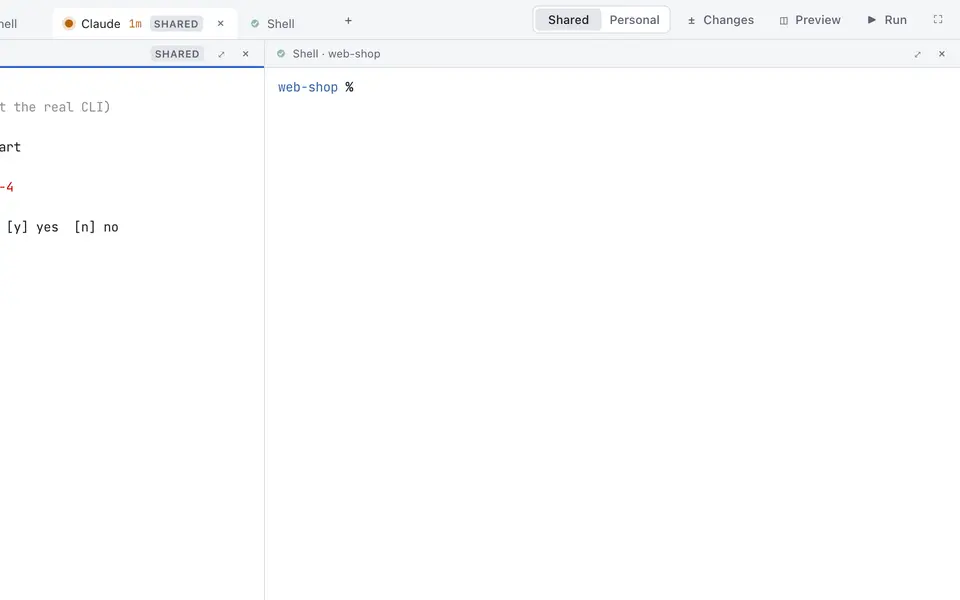 ell Claude 1m SHARED × Shell + Shared Personal ± Changes Preview Run
SHARED × Shell · web-shop ×
web-shop %
t the real CLI)
art
-4
[y] yes [n] no